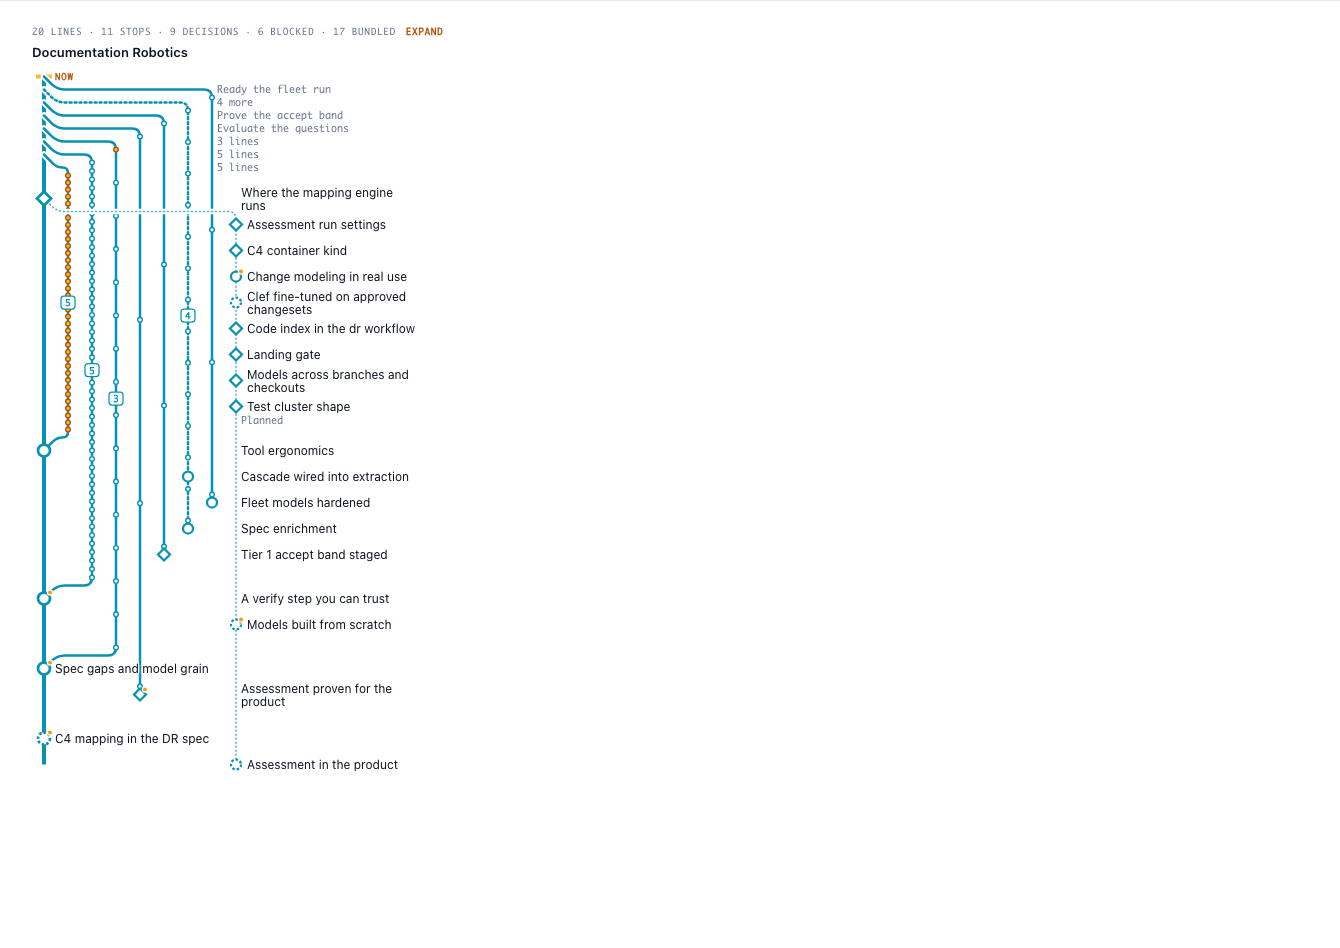 20 LINES · 11 STOPS · 9 DECISIONS · 6 BLOCKED · 17 BUNDLED EXPAND
Documentation Robotics
NOW
Ready the fleet run
4 more
Prove the accept band
Evaluate the questions
3 lines
5 lines
5 lines
Where the mapping engine
runs
Assessment run settings
C4 container kind
Change modeling in real use
Clef fine-tuned on approved
changesets
5
4
Code index in the dr workflow
Landing gate
5
Models across branches and
checkouts
3
Test cluster shape
Planned
Tool ergonomics
Cascade wired into extraction
Fleet models hardened
Spec enrichment
Tier 1 accept band staged
A verify step you can trust
Models built from scratch
Spec gaps and model grain
Assessment proven for the
product
C4 mapping in the DR spec
Assessment in the product